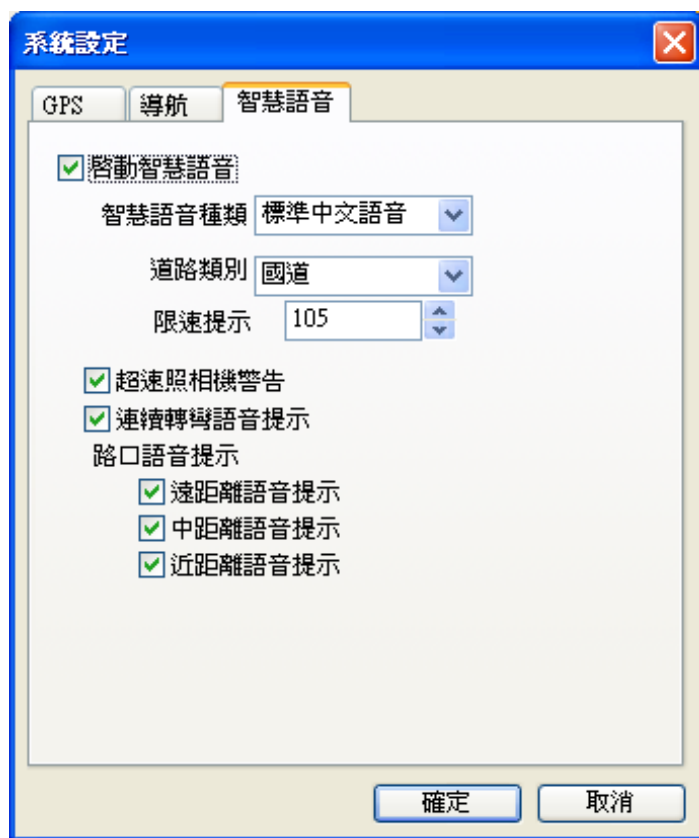 系統設定
GPS 導航 智慧語音
啓動智慧語音
智慧語音種類 標準中文語音
道路類別 國道
限速提示 105
超速照相機警告
連續轉彎語音提示
路口語音提示
遠距離語音提示
中距離語音提示
近距離語音提示
確定 取消